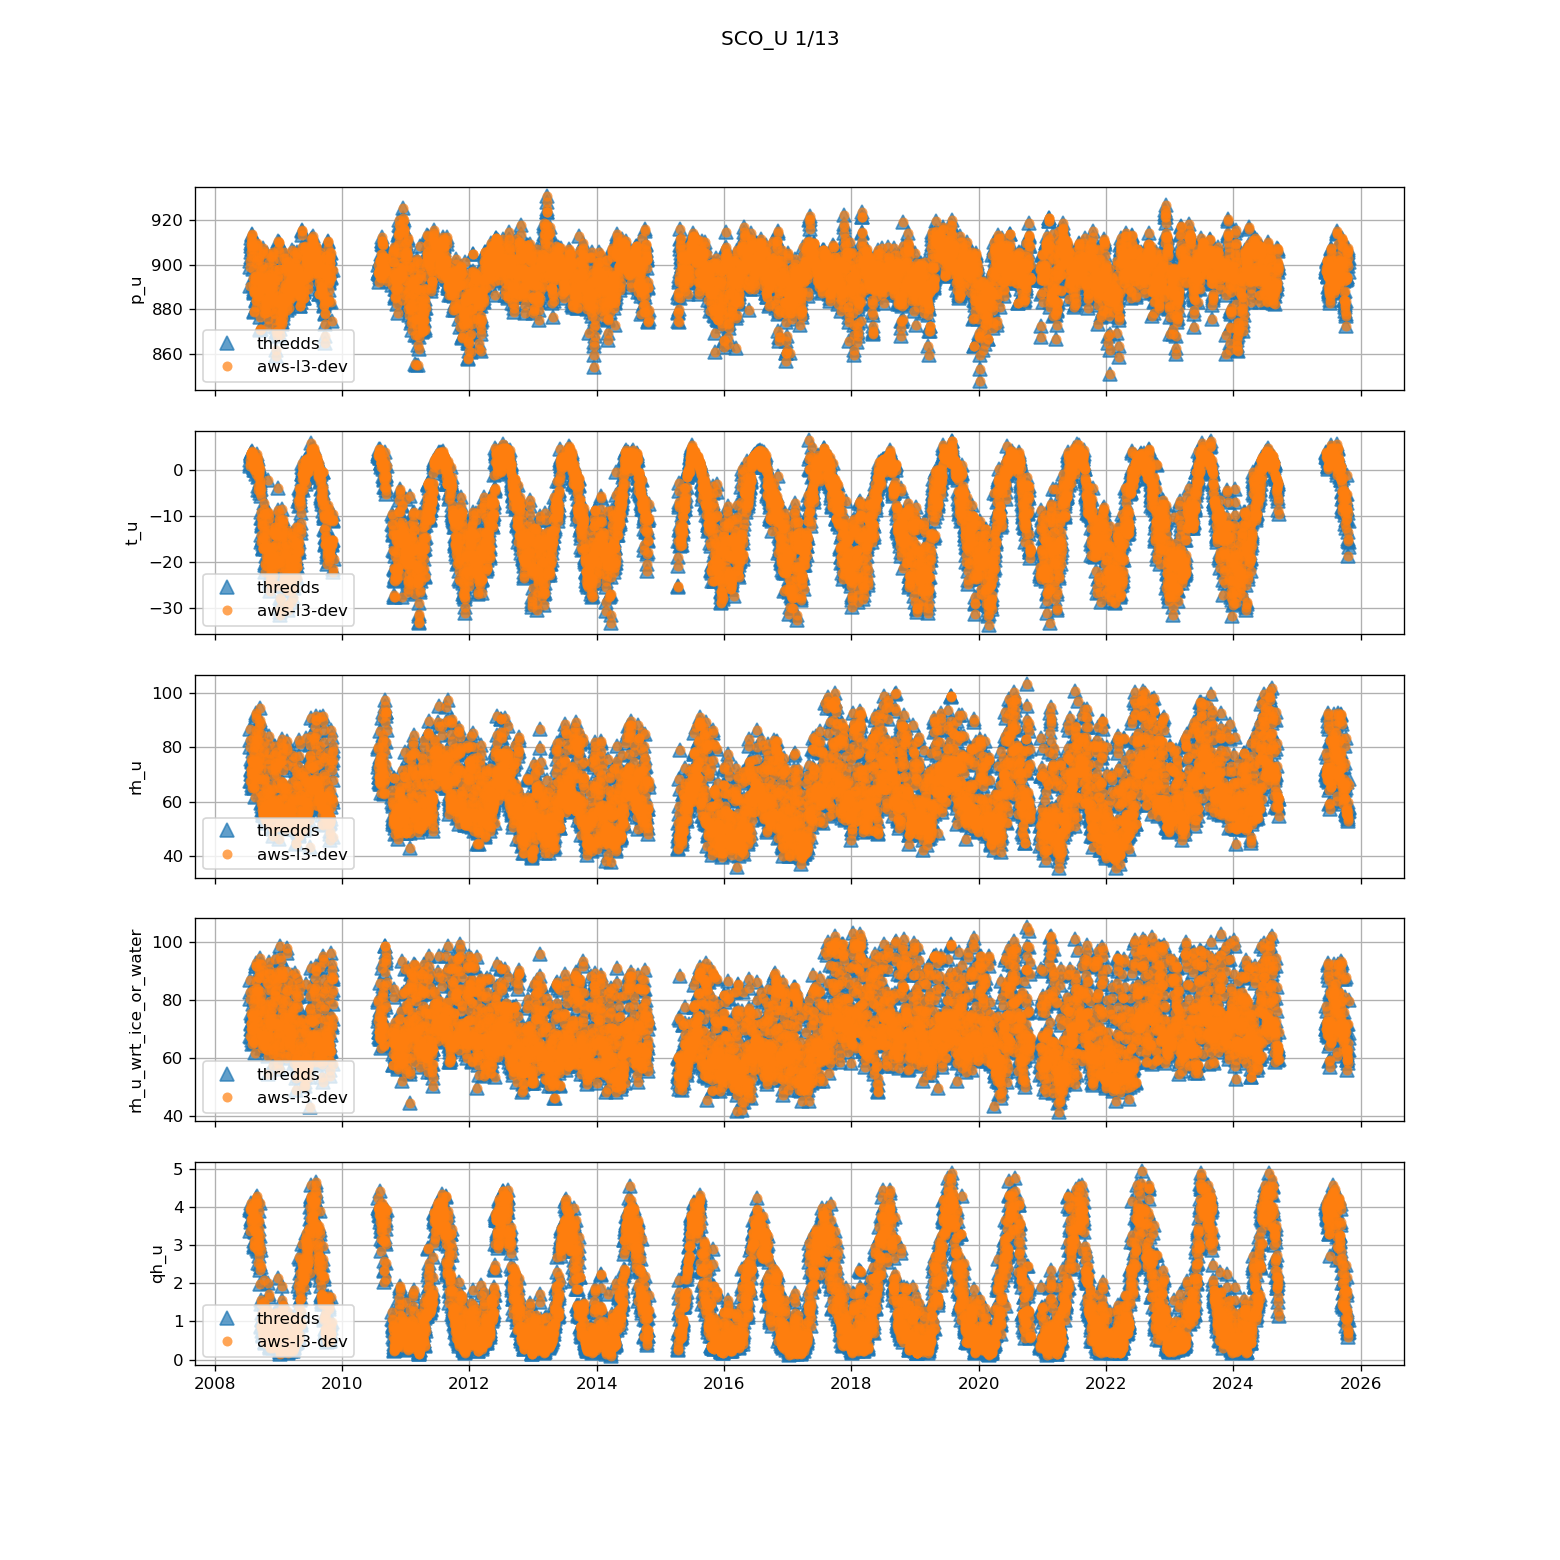 SCO_U 1/13
920
900
880
860
p_u
thredds
aws-l3-dev
0
−10
−20
−30
t_u
thredds
aws-l3-dev
100
80
60
40
rh_u
thredds
aws-l3-dev
100
80
60
40
rh_u_wrt_ice_or_water
thredds
aws-l3-dev
5
4
3
2
1
0
qh_u
thredds
aws-l3-dev
2008 2010 2012 2014 2016 2018 2020 2022 2024 2026